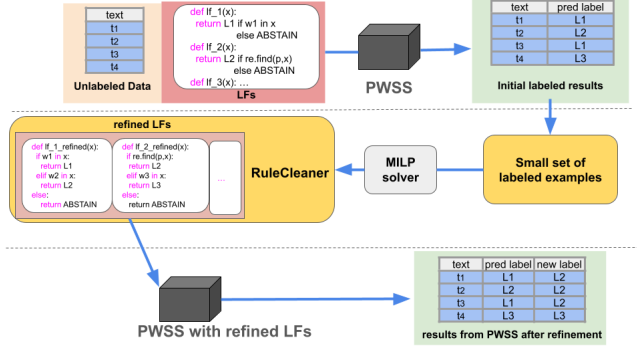 text
t1
t2
t3
t4
Unlabeled Data
def lf_1(x):
return L1 if w1 in x
else ABSTAIN
def lf_2(x):
return L2 if re.find(p,x)
else ABSTAIN
def lf_3(x): …
LFs
PWSS
text pred label
t1 L1
t2 L2
t3 L1
t4 L3
Initial labeled results
refined LFs
def lf_1_refined(x):
if w1 in x:
return L1
elif w2 in x:
return L2
else:
return ABSTAIN
def lf_2_refined(x):
if re.find(p,x):
return L2
elif w3 in x:
return L3
else:
return ABSTAIN
…
RuleCleaner
MILP
solver
Small set of
labeled examples
PWSS with refined LFs
text pred label new label
t1 L1 L2
t2 L2 L2
t3 L1 L2
t4 L3 L3
results from PWSS after refinement